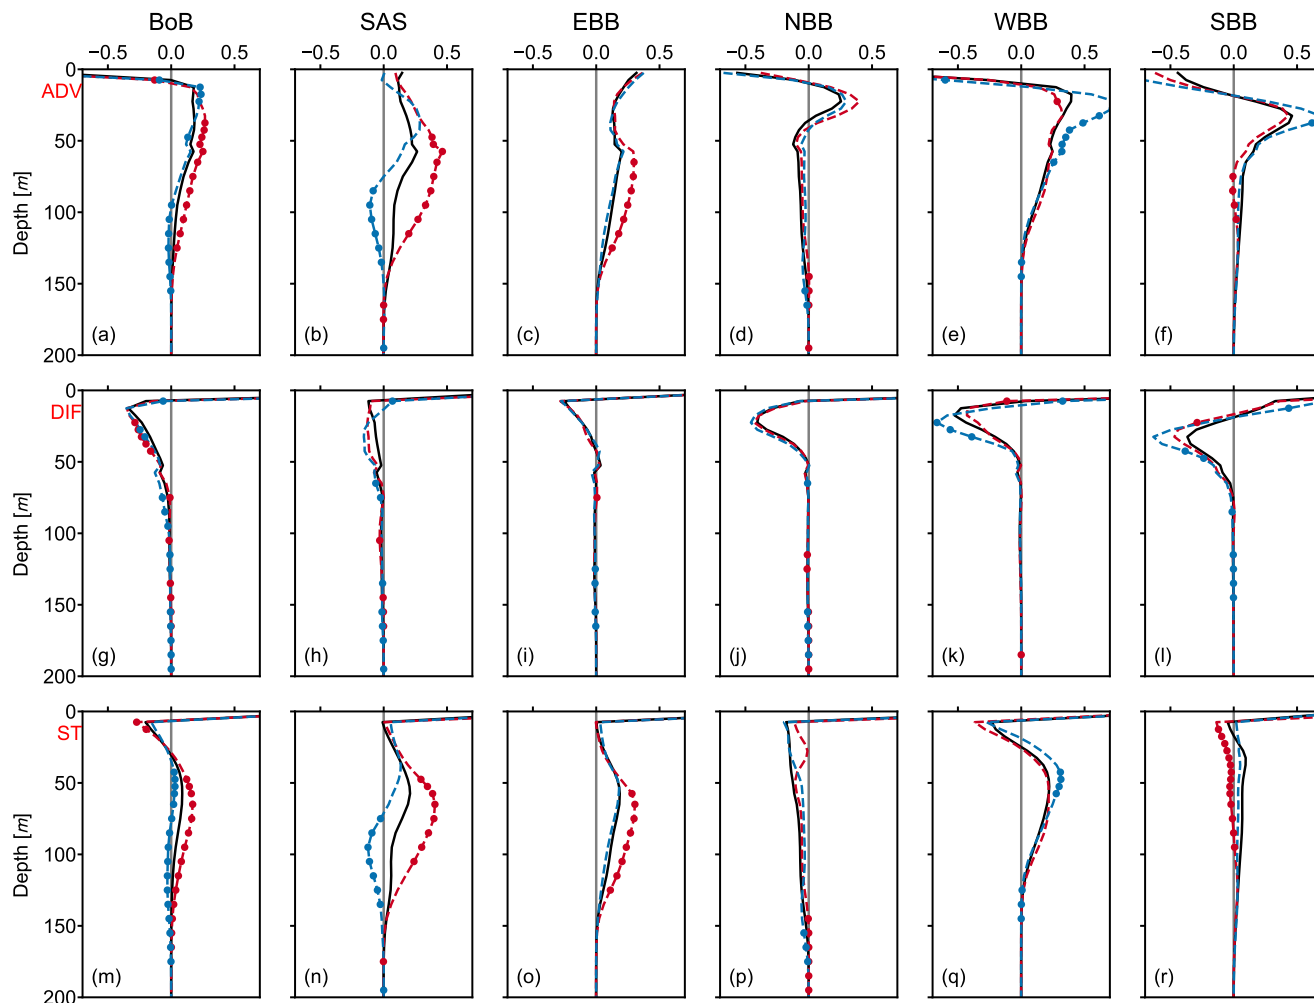 BoB SAS EBB NBB WBB SBB
−0.5 0.0 0.5 −0.5 0.0 0.5 −0.5 0.0 0.5 −0.5 0.0 0.5 −0.5 0.0 0.5 −0.5 0.0 0.5
0
ADV
50
100
150
200
Depth [m]
(a) (b) (c) (d) (e) (f)
0
DIF
50
100
150
200
Depth [m]
(g) (h) (i) (j) (k) (l)
0
ST
50
100
150
200
Depth [m]
(m) (n) (o) (p) (q) (r)